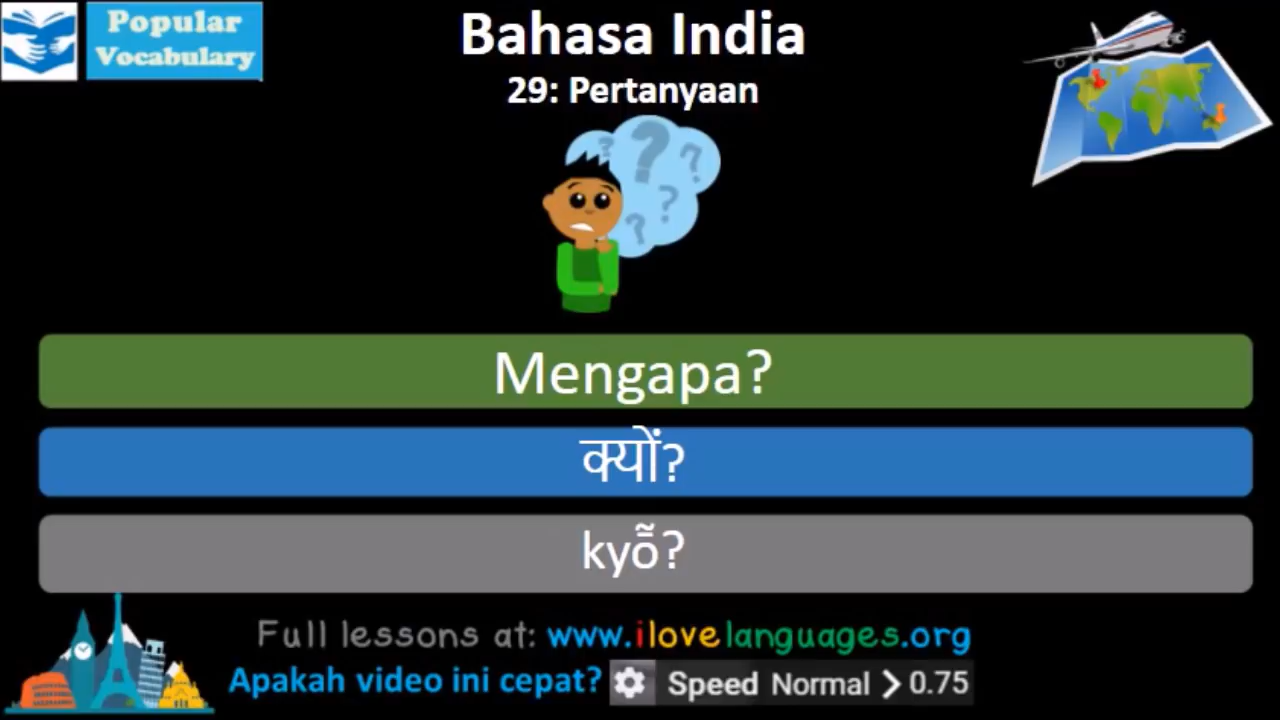 Popular
Vocabulary
Bahasa India
29: Pertanyaan
Mengapa?
क्यों?
kyō̃?
Full lessons at: www.ilovelanguages.org
Apakah video ini cepat? Speed Normal > 0.75